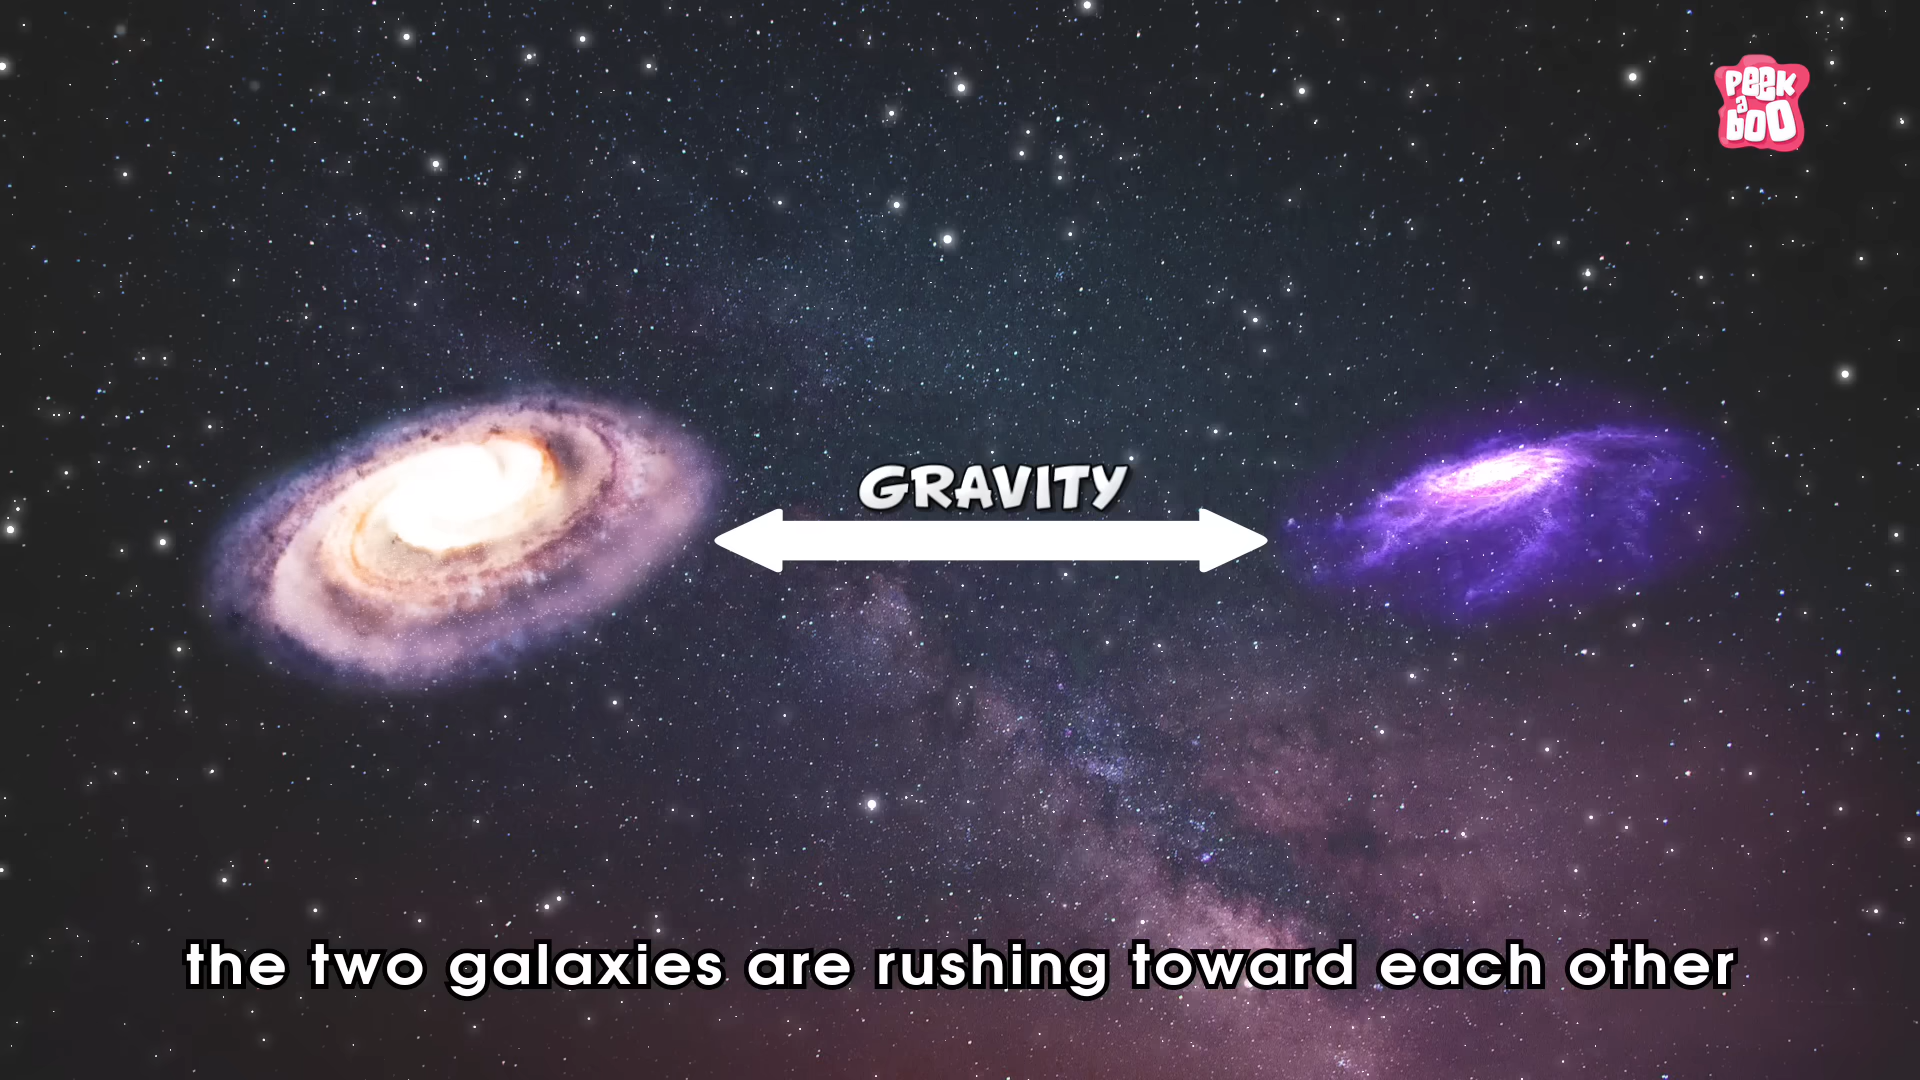 PEEK
a
boo
GRAVITY
the two galaxies are rushing toward each other